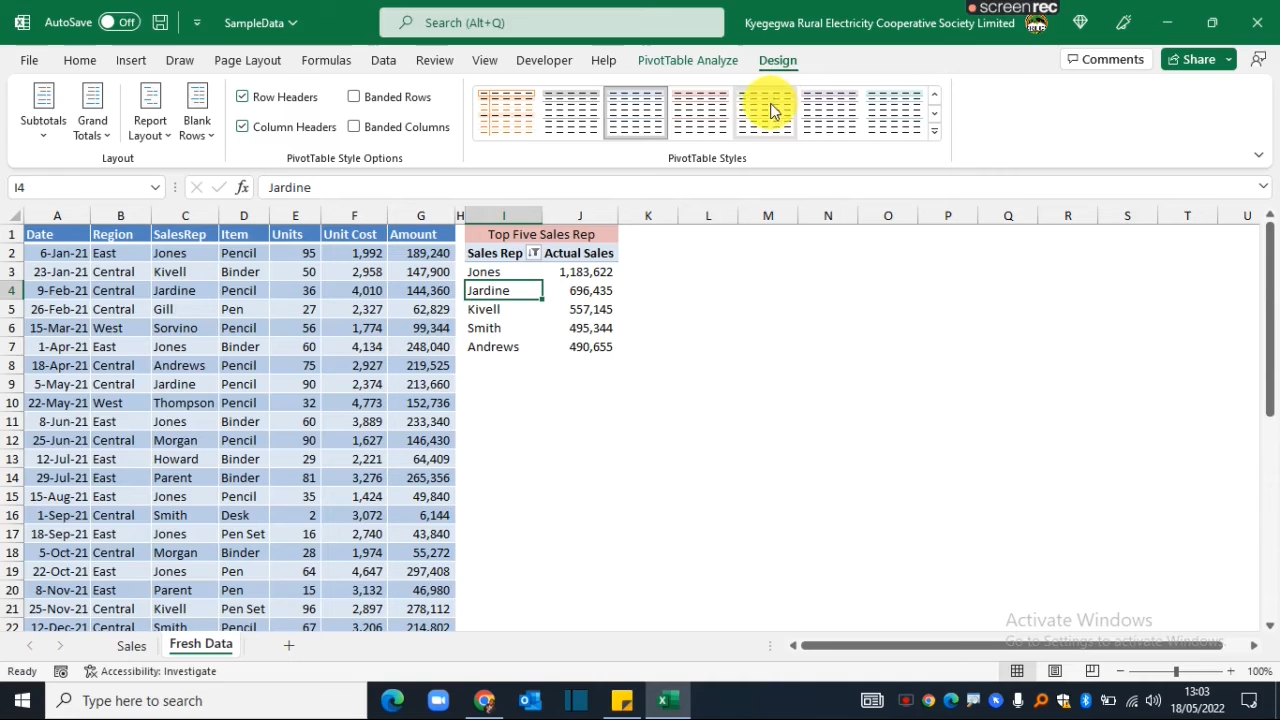 screenrec
AutoSave Off SampleData Search (Alt+Q) Kyegegwa Rural Electricity Cooperative Society Limited
File Home Insert Draw Page Layout Formulas Data Review View Developer Help PivotTable Analyze Design Comments Share
Subtotals Grand Totals Report Layout Blank Rows
Row Headers Banded Rows
Column Headers Banded Columns
Layout PivotTable Style Options PivotTable Styles
I4 fx Jardine
A B C D E F G H I J K L M N O P Q R S T U
1 Date Region SalesRep Item Units Unit Cost Amount Top Five Sales Rep
2 6-Jan-21 East Jones Pencil 95 1,992 189,240 Sales Rep Actual Sales
3 23-Jan-21 Central Kivell Binder 50 2,958 147,900 Jones 1,183,622
4 9-Feb-21 Central Jardine Pencil 36 4,010 144,360 Jardine 696,435
5 26-Feb-21 Central Gill Pen 27 2,327 62,829 Kivell 557,145
6 15-Mar-21 West Sorvino Pencil 56 1,774 99,344 Smith 495,344
7 1-Apr-21 East Jones Binder 60 4,134 248,040 Andrews 490,655
8 18-Apr-21 Central Andrews Pencil 75 2,927 219,525
9 5-May-21 Central Jardine Pencil 90 2,374 213,660
10 22-May-21 West Thompson Pencil 32 4,773 152,736
11 8-Jun-21 East Jones Binder 60 3,889 233,340
12 25-Jun-21 Central Morgan Pencil 90 1,627 146,430
13 12-Jul-21 East Howard Binder 29 2,221 64,409
14 29-Jul-21 East Parent Binder 81 3,276 265,356
15 15-Aug-21 East Jones Pencil 35 1,424 49,840
16 1-Sep-21 Central Smith Desk 2 3,072 6,144
17 18-Sep-21 East Jones Pen Set 16 2,740 43,840
18 5-Oct-21 Central Morgan Binder 28 1,974 55,272
19 22-Oct-21 East Jones Pen 64 4,647 297,408
20 8-Nov-21 East Parent Pen 15 3,132 46,980
21 25-Nov-21 Central Kivell Pen Set 96 2,897 278,112
22 12-Dec-21 Central Smith Pencil 67 3,206 214,802
Activate Windows
Go to Settings to activate Windows.
Sales Fresh Data
Ready Accessibility: Investigate 100%
Type here to search 13:03
18/05/2022